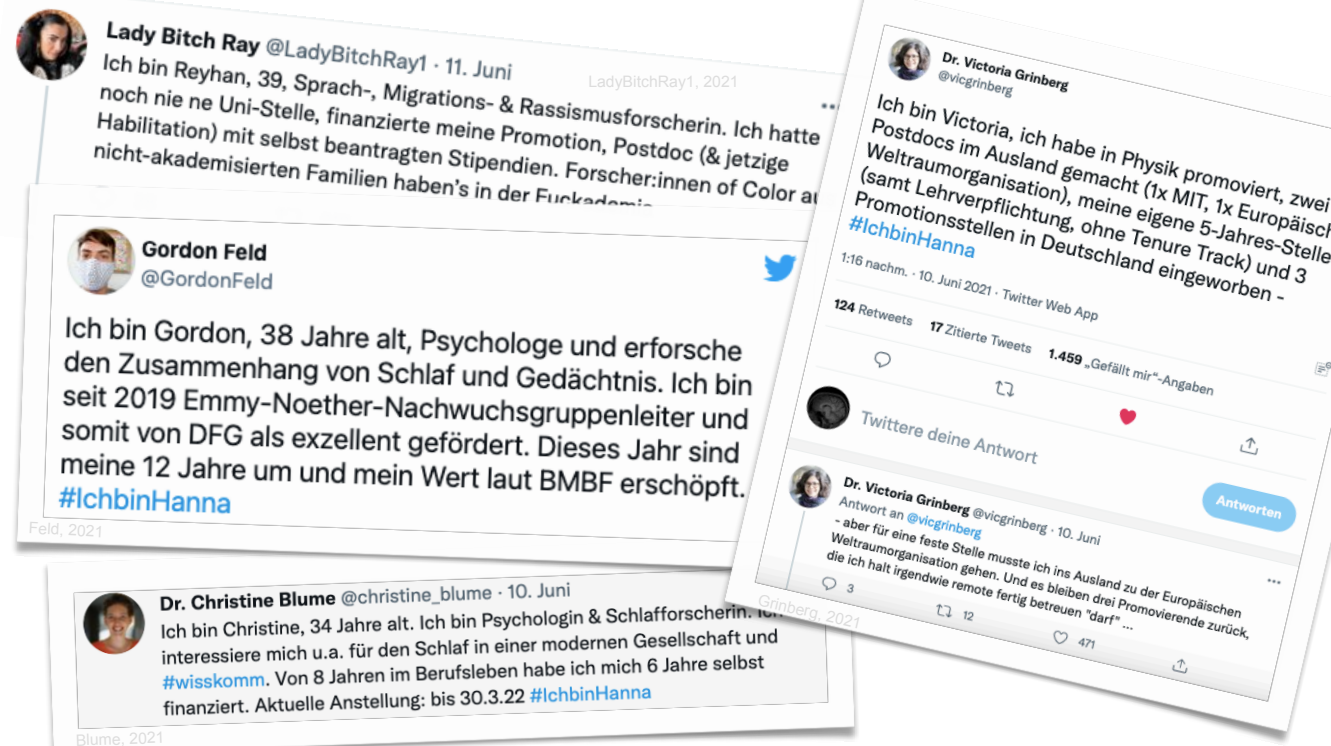 Lady Bitch Ray @LadyBitchRay1 · 11. Juni
LadyBitchRay1, 2021
Ich bin Reyhan, 39, Sprach-, Migrations- & Rassismusforscherin. Ich hatte
noch nie ne Uni-Stelle, finanzierte meine Promotion, Postdoc (& jetzige
Habilitation) mit selbst beantragten Stipendien. Forscher:innen of Color
nicht-akademisierten Familien haben's in der
Gordon Feld
@GordonFeld
Ich bin Gordon, 38 Jahre alt, Psychologe und erforsche
den Zusammenhang von Schlaf und Gedächtnis. Ich bin
seit 2019 Emmy-Noether-Nachwuchsgruppenleiter und
somit von DFG als exzellent gefördert. Dieses Jahr sind
meine 12 Jahre um und mein Wert laut BMBF erschöpft.
#IchbinHanna
Feld, 2021
Dr. Christine Blume @christine_blume · 10. Juni
Ich bin Christine, 34 Jahre alt. Ich bin Psychologin & Schlafforscherin.
interessiere mich u.a. für den Schlaf in einer modernen Gesellschaft und
#wisskomm. Von 8 Jahren im Berufsleben habe ich mich 6 Jahre selbst
finanziert. Aktuelle Anstellung: bis 30.3.22 #IchbinHanna
Blume, 2021
Dr. Victoria Grinberg
@vicgrinberg
Ich bin Victoria, ich habe in Physik promoviert, zwei
Postdocs im Ausland gemacht (1x MIT, 1x
Weltraumorganisation), meine eigene 5-Jahres-Stelle
(samt Lehrverpflichtung, ohne Tenure Track) und 3
Promotionsstellen in Deutschland eingeworben -
#IchbinHanna
1:16 nachm. · 10. Juni 2021 · Twitter Web App
124 Retweets 17 Zitierte Tweets 1.459 „Gefällt mir“-Angaben
Twittere deine Antwort
Antworten
Dr. Victoria Grinberg @vicgrinberg · 10. Juni
Antwort an @vicgrinberg
- aber für eine feste Stelle musste ich ins Ausland zu der Europäischen
Weltraumorganisation gehen. Und es bleiben drei Promovierende zurück,
die ich halt irgendwie remote fertig betreuen "darf" ...
3 12 471
Grinberg, 2021